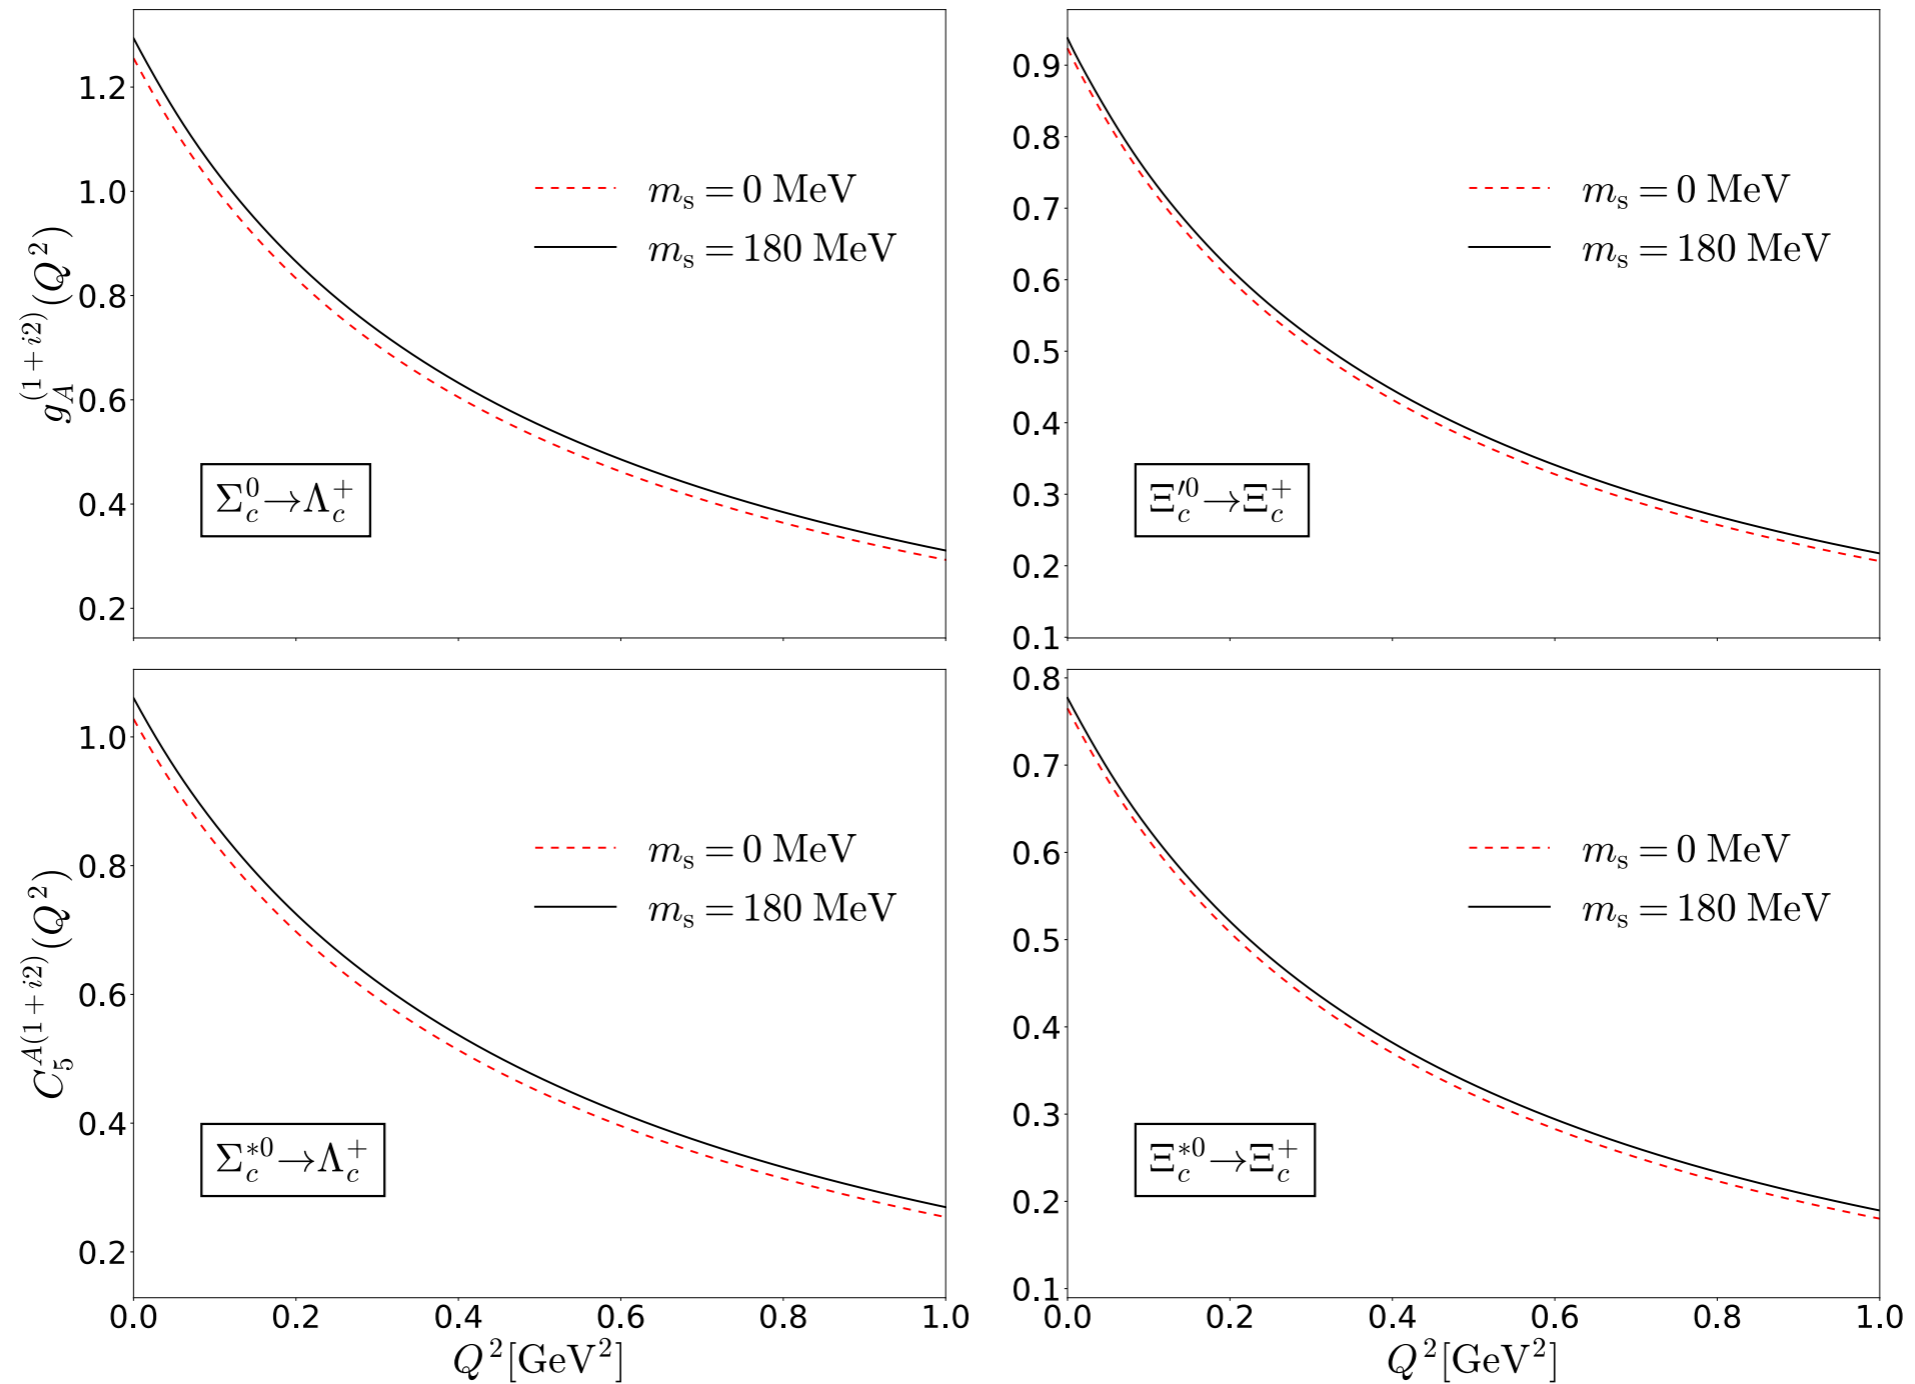 g_A^{(1+i2)}(Q^2)
1.2
1.0
0.8
0.6
0.4
0.2
m_s = 0 MeV
m_s = 180 MeV
Σ_c^0→Λ_c^+
0.9
0.8
0.7
0.6
0.5
0.4
0.3
0.2
0.1
m_s = 0 MeV
m_s = 180 MeV
Ξ_c^{′0}→Ξ_c^+
C_5^{A(1+i2)}(Q^2)
1.0
0.8
0.6
0.4
0.2
m_s = 0 MeV
m_s = 180 MeV
Σ_c^{*0}→Λ_c^+
0.0 0.2 0.4 0.6 0.8 1.0
Q^2[GeV^2]
0.8
0.7
0.6
0.5
0.4
0.3
0.2
0.1
m_s = 0 MeV
m_s = 180 MeV
Ξ_c^{*0}→Ξ_c^+
0.0 0.2 0.4 0.6 0.8 1.0
Q^2[GeV^2]